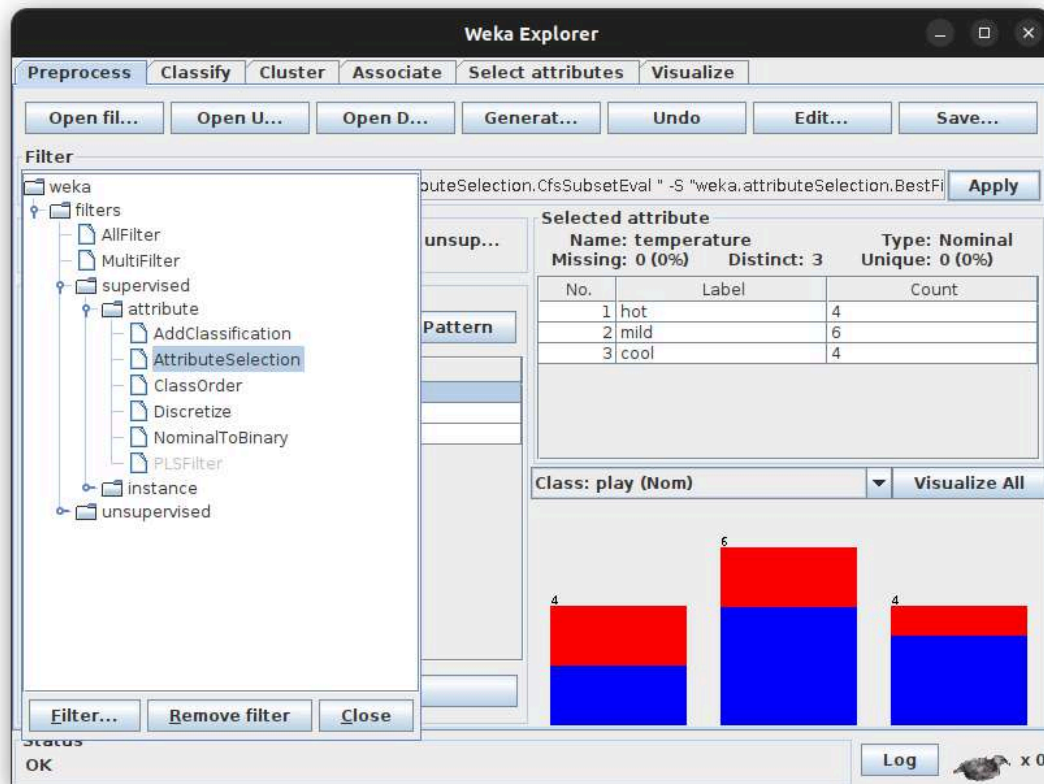 Weka Explorer
Preprocess Classify Cluster Associate Select attributes Visualize
Open fil... Open U... Open D... Generat... Undo Edit... Save...
Filter
weka
filters
AllFilter
MultiFilter
supervised
attribute
AddClassification
AttributeSelection
ClassOrder
Discretize
NominalToBinary
PLSFilter
instance
unsupervised
Filter... Remove filter Close
buteSelection.CfsSubsetEval " -S "weka.attributeSelection.BestFi Apply
unsup...
Pattern
Selected attribute
Name: temperature Type: Nominal
Missing: 0 (0%) Distinct: 3 Unique: 0 (0%)
No. Label Count
1 hot 4
2 mild 6
3 cool 4
Class: play (Nom) Visualize All
4 6 4
Status
OK
Log x 0